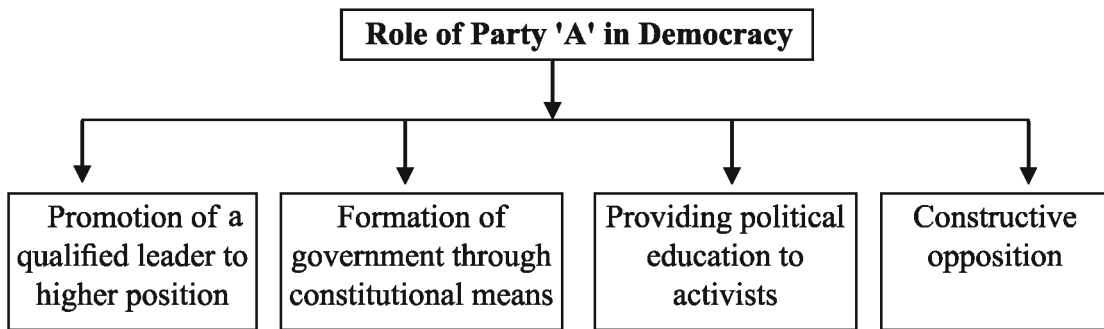 Role of Party 'A' in Democracy
Promotion of a
qualified leader to
higher position
Formation of
government through
constitutional means
Providing political
education to
activists
Constructive
opposition